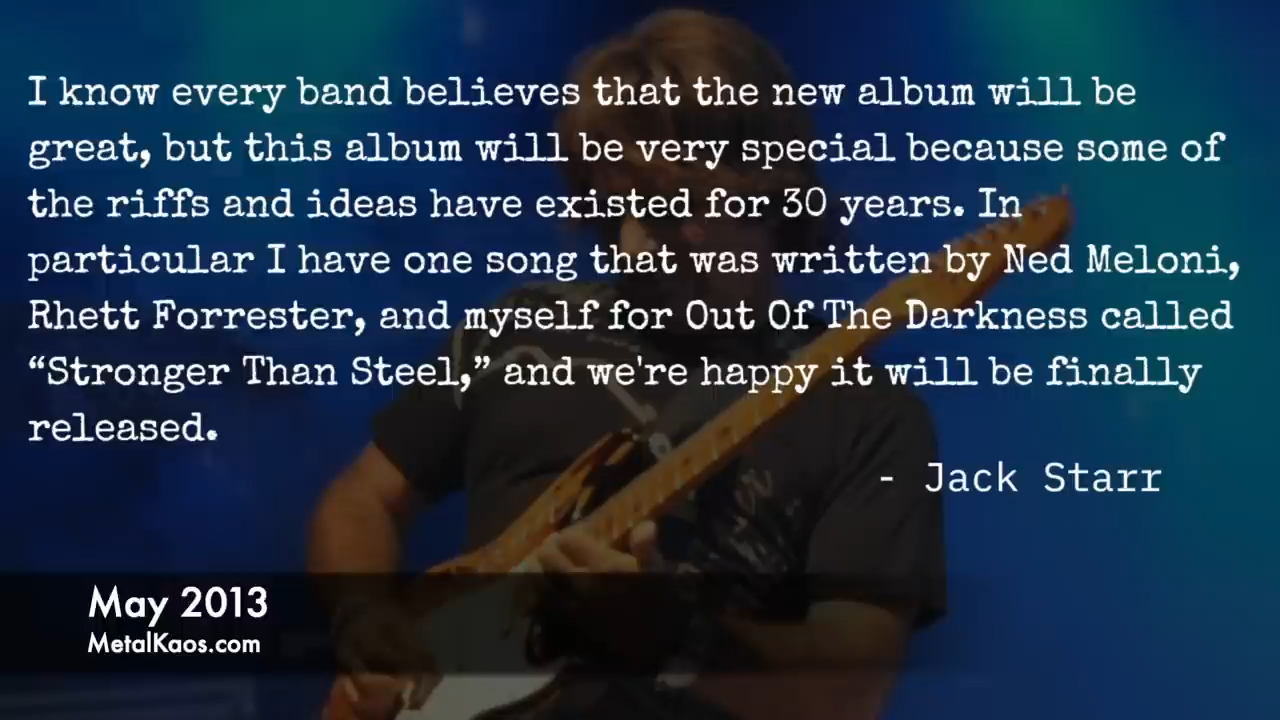 I know every band believes that the new album will be
great, but this album will be very special because some of
the riffs and ideas have existed for 30 years. In
particular I have one song that was written by Ned Meloni,
Rhett Forrester, and myself for Out Of The Darkness called
“Stronger Than Steel,” and we're happy it will be finally
released.
- Jack Starr
May 2013
MetalKaos.com